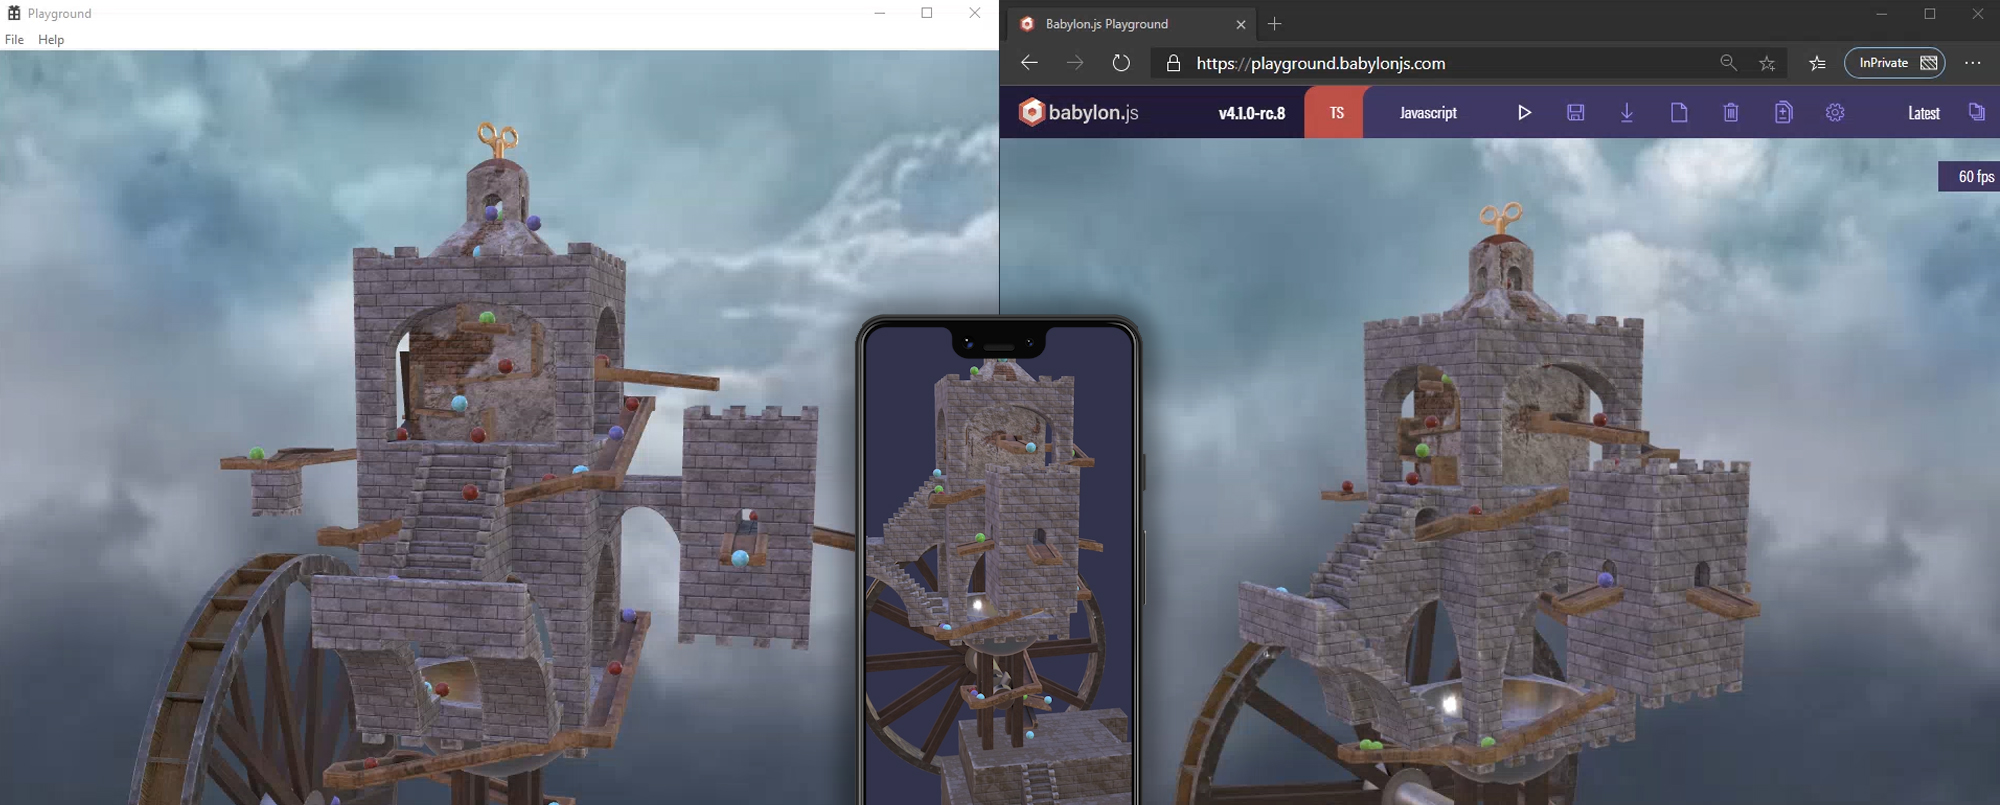 Playground
File Help
Babylon.js Playground
https://playground.babylonjs.com
InPrivate
babylon.js
v4.1.0-rc.8
TS
Javascript
Latest
60 fps